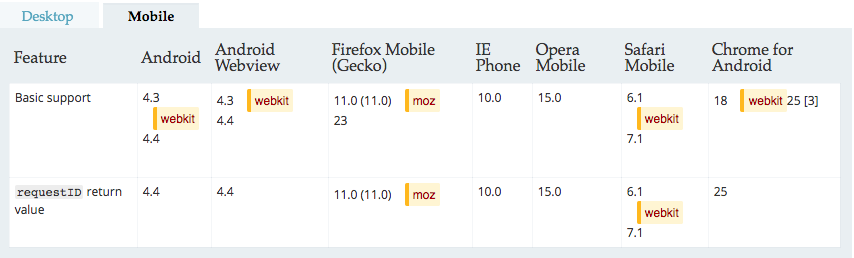 Desktop Mobile
Feature Android Android Webview Firefox Mobile (Gecko) IE Phone Opera Mobile Safari Mobile Chrome for Android
Basic support 4.3 webkit 4.4 4.3 webkit 4.4 11.0 (11.0) moz 23 10.0 15.0 6.1 webkit 7.1 18 webkit 25 [3]
requestID return value 4.4 4.4 11.0 (11.0) moz 10.0 15.0 6.1 webkit 7.1 25